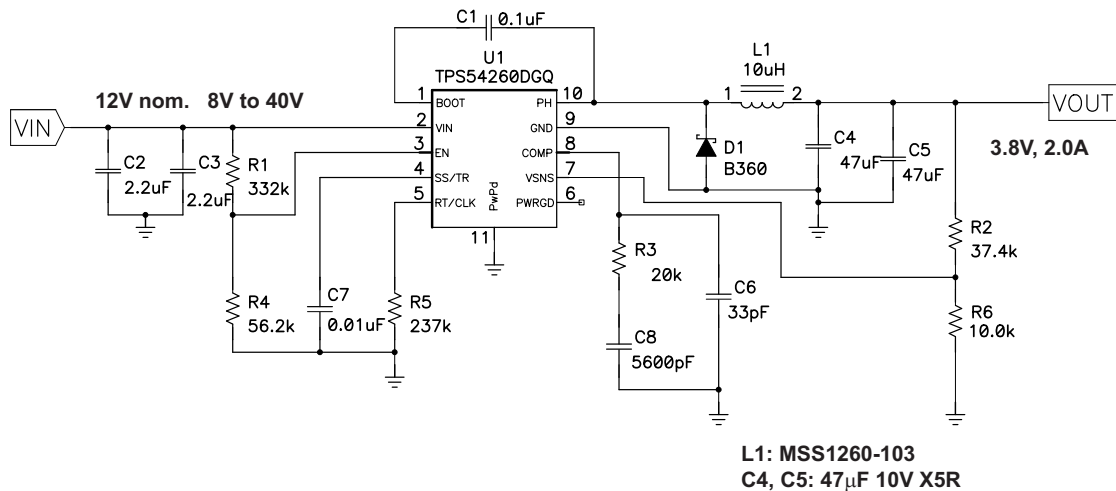 C1 0.1uF
U1
TPS54260DGQ
L1
10uH
12V nom. 8V to 40V
VIN
1 BOOT PH 10
2 VIN GND 9
3 EN COMP 8
4 SS/TR VSNS 7
5 RT/CLK PWRGD 6
PwPd
11
1 2
VOUT
3.8V, 2.0A
C2
2.2uF
C3
2.2uF
R1
332k
D1
B360
C4
47uF
C5
47uF
R2
37.4k
R3
20k
C6
33pF
R4
56.2k
C7
0.01uF
R5
237k
R6
10.0k
C8
5600pF
L1: MSS1260-103
C4, C5: 47μF 10V X5R